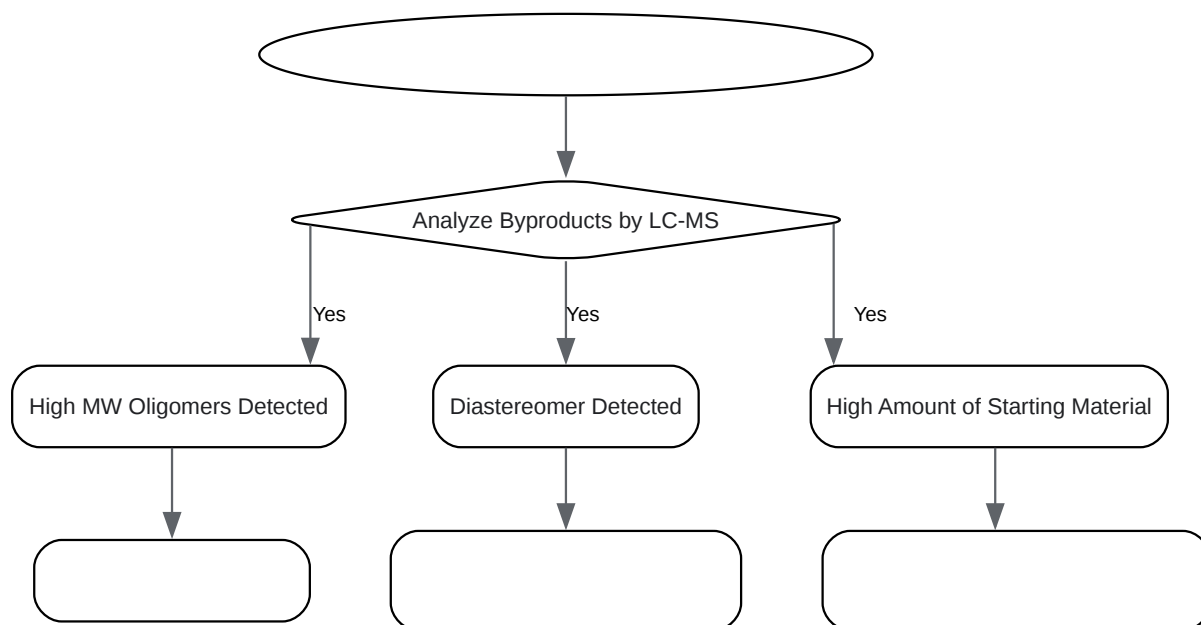 Analyze Byproducts by LC-MS
Yes
Yes
Yes
High MW Oligomers Detected
Diastereomer Detected
High Amount of Starting Material